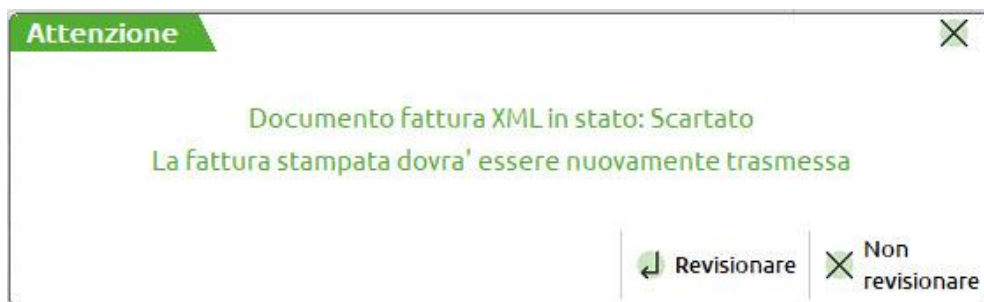 Attenzione
Documento fattura XML in stato: Scartato
La fattura stampata dovra' essere nuovamente trasmessa
Revisionare
Non
revisionare